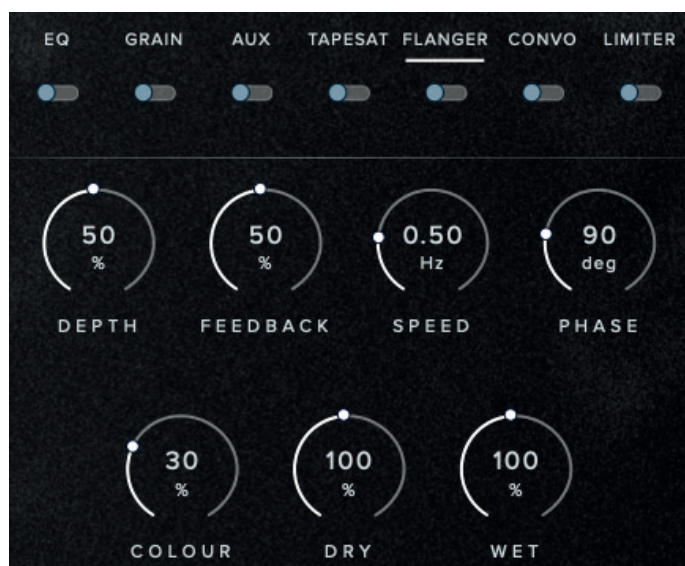 EQ GRAIN AUX TAPESAT FLANGER CONVO LIMITER
50 50 0.50 90
% % Hz deg
DEPTH FEEDBACK SPEED PHASE
30 100 100
% % %
COLOUR DRY WET